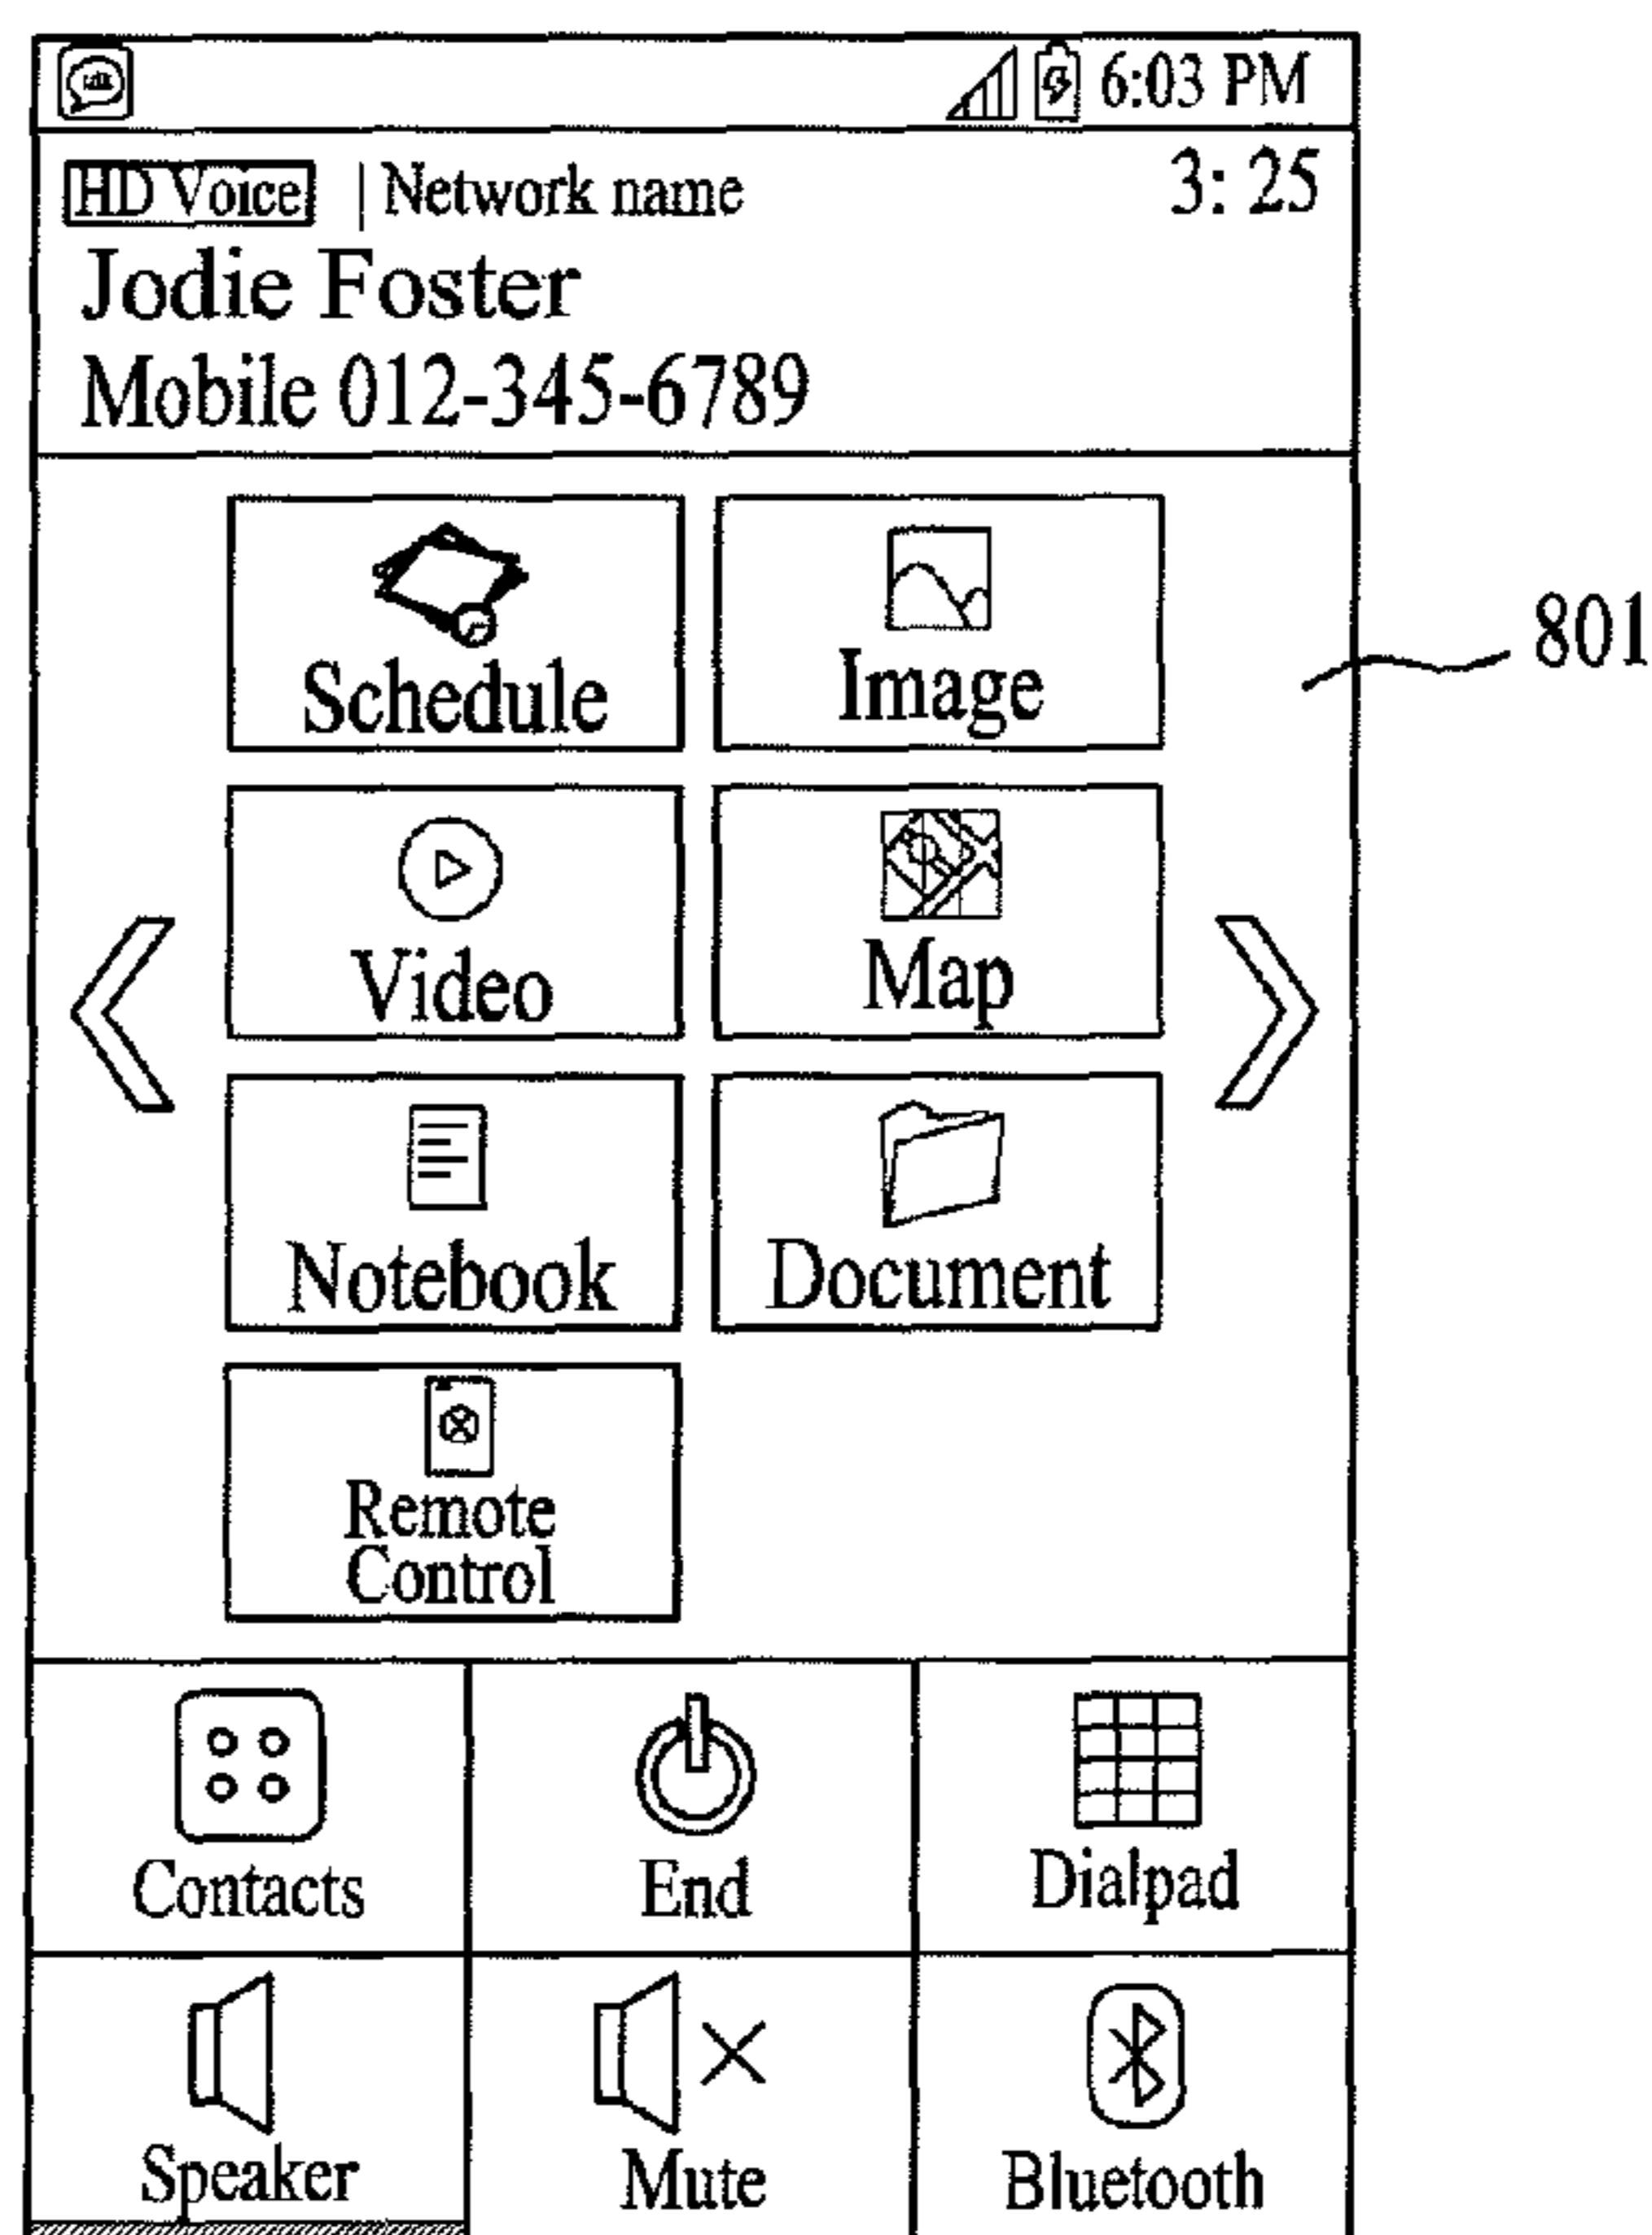 talk
6:03 PM
HD Voice | Network name
3: 25
Jodie Foster
Mobile 012-345-6789
Schedule
Image
801
Video
Map
Notebook
Document
Remote
Control
Contacts
End
Dialpad
Speaker
Mute
Bluetooth